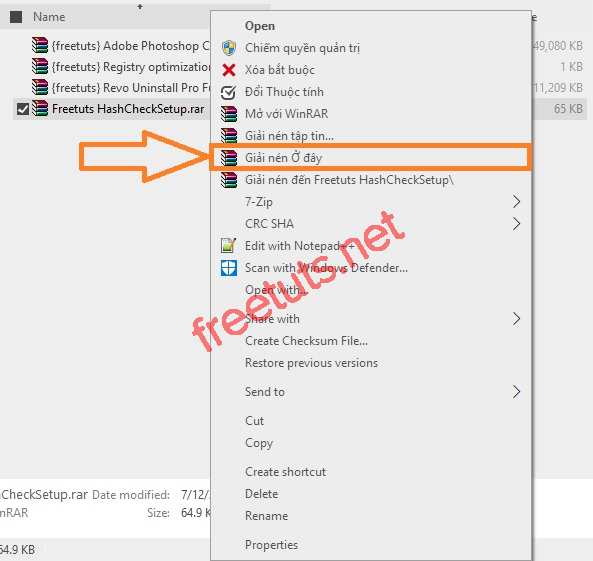 Name
e
{freetuts} Adobe Photoshop C
49,080 KB
{freetuts} Registry optimization
1 KB
{freetuts} Revo Uninstall Pro F
11,209 KB
Freetuts HashCheckSetup.rar
65 KB
Open
Chiếm quyền quản trị
Xóa bắt buộc
Đổi Thuộc tính
Mở với WinRAR
Giải nén tập tin...
Giải nén Ở đây
Giải nén đến Freetuts HashCheckSetup\
7-Zip
CRC SHA
Edit with Notepad++
Scan with Windows Defender...
Open with...
Share with
Create Checksum File...
Restore previous versions
Send to
Cut
Copy
Create shortcut
Delete
Rename
Properties
freetuts.net
CheckSetup.rar Date modified: 7/12/
inRAR Size: 64.9 K
64.9 KB